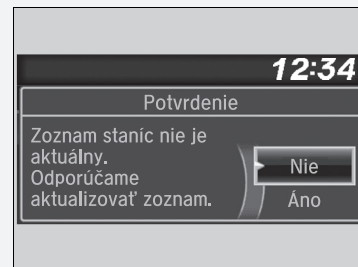 12:34
Potvrdenie
Zoznam staníc nie je
aktuálny.
Odporúčame
aktualizovať zoznam.
Nie
Áno